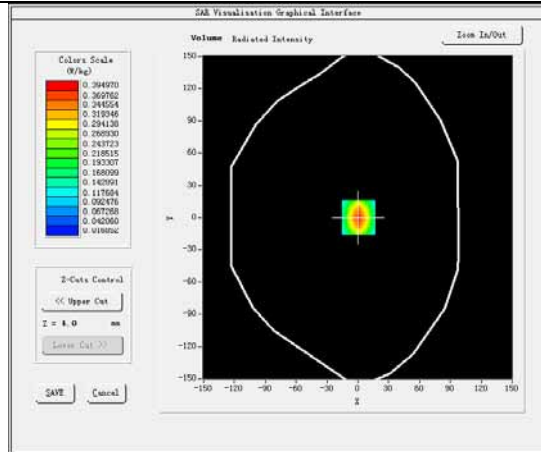 SAR Visualisation Graphical Interface
Volume Radiated Intensity
Zoom In/Out
Colors Scale
(W/kg)
0.394970
0.369762
0.344554
0.319346
0.294138
0.268930
0.243723
0.218515
0.193307
0.168099
0.142891
0.117684
0.092476
0.067268
0.042060
0.016852
Z-Cuts Control
<< Upper Cut
Z = 4.0 mm
Lower Cut >>
SAVE
Cancel
150
120
90
60
30
0
-30
-60
-90
-120
-150
Y
-150 -120 -90 -60 -30 0 30 60 90 120 150